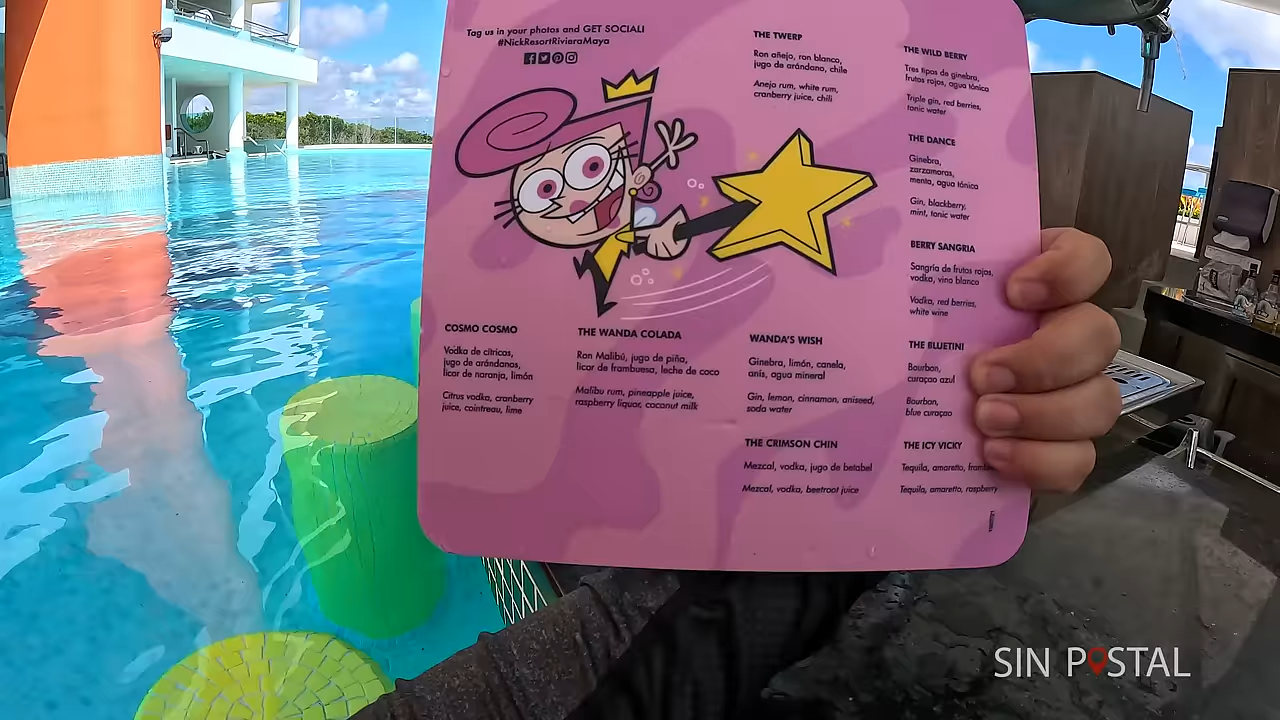 Tag us in your photos and GET SOCIAL!
#NickResortRivieraMaya
THE TWERP
Ron añejo, ron blanco,
jugo de arándano, chile
Anejo rum, white rum,
cranberry juice, chili
THE WILD BERRY
Tres tipos de ginebra,
frutos rojos, agua tónica
Triple gin, red berries,
tonic water
THE DANCE
Ginebra,
zarzamoras,
menta, agua tónica
Gin, blackberry,
mint, tonic water
BERRY SANGRIA
Sangría de frutos rojos,
vodka, vino blanco
Vodka, red berries,
white wine
COSMO COSMO
Vodka de cítricos,
jugo de arándanos,
licor de naranja, limón
Citrus vodka, cranberry
juice, cointreau, lime
THE WANDA COLADA
Ron Malibú, jugo de piña,
licor de frambuesa, leche de coco
Malibu rum, pineapple juice,
raspberry liquor, coconut milk
WANDA'S WISH
Ginebra, limón, canela,
anís, agua mineral
Gin, lemon, cinnamon, aniseed,
soda water
THE BLUETINI
Bourbon,
curaçao azul
Bourbon,
blue curaçao
THE CRIMSON CHIN
Mezcal, vodka, jugo de betabel
Mezcal, vodka, beetroot juice
THE ICY VICKY
Tequila, amaretto,
Tequila, amaretto, raspberry
SIN POSTAL